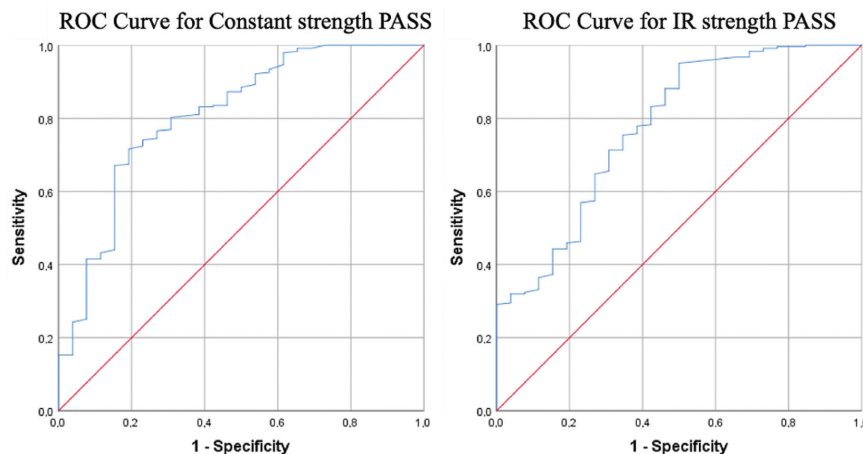 ROC Curve for Constant strength PASS
1,0
0,8
0,6
0,4
0,2
0,0
Sensitivity
0,0 0,2 0,4 0,6 0,8 1,0
1 - Specificity
ROC Curve for IR strength PASS
1,0
0,8
0,6
0,4
0,2
0,0
Sensitivity
0,0 0,2 0,4 0,6 0,8 1,0
1 - Specificity